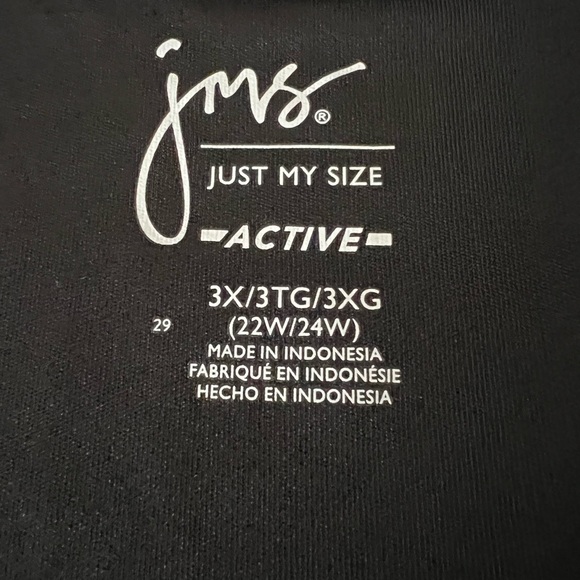 jms®
JUST MY SIZE
ACTIVE
3X/3TG/3XG
29 (22W/24W)
MADE IN INDONESIA
FABRIQUÉ EN INDONÉSIE
HECHO EN INDONESIA